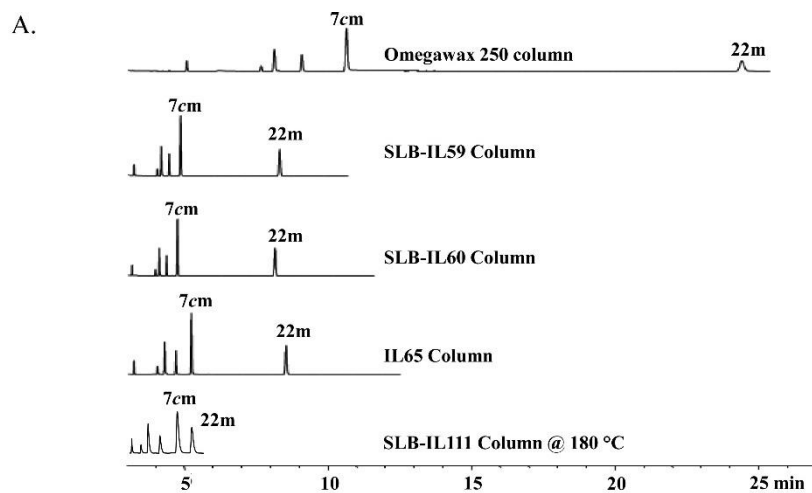 A.
7cm
Omegawax 250 column
22m
7cm
22m
SLB-IL59 Column
7cm
22m
SLB-IL60 Column
7cm
22m
IL65 Column
7cm
22m
SLB-IL111 Column @ 180 °C
5 10 15 20 25 min